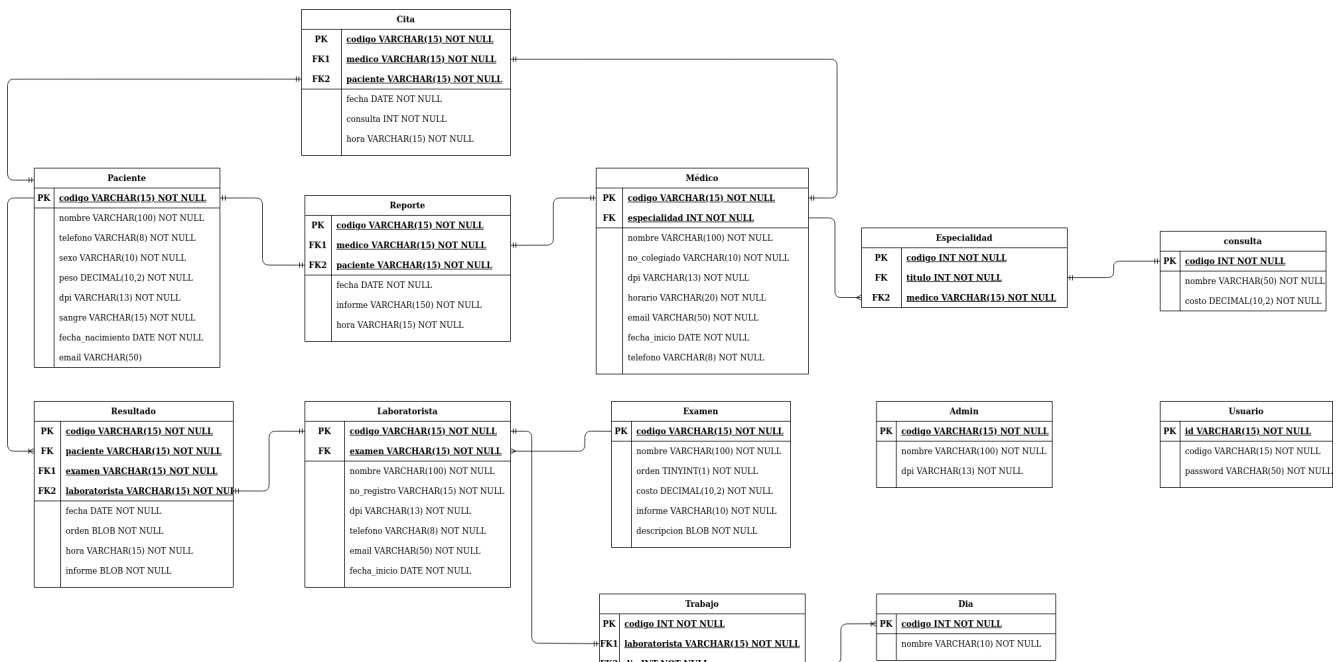 Cita
PK codigo VARCHAR(15) NOT NULL
FK1 medico VARCHAR(15) NOT NULL
FK2 paciente VARCHAR(15) NOT NULL
fecha DATE NOT NULL
consulta INT NOT NULL
hora VARCHAR(15) NOT NULL
Paciente
PK codigo VARCHAR(15) NOT NULL
nombre VARCHAR(100) NOT NULL
telefono VARCHAR(8) NOT NULL
sexo VARCHAR(10) NOT NULL
peso DECIMAL(10,2) NOT NULL
dpi VARCHAR(13) NOT NULL
sangre VARCHAR(15) NOT NULL
fecha_nacimiento DATE NOT NULL
email VARCHAR(50)
Reporte
PK codigo VARCHAR(15) NOT NULL
FK1 medico VARCHAR(15) NOT NULL
FK2 paciente VARCHAR(15) NOT NULL
fecha DATE NOT NULL
informe VARCHAR(150) NOT NULL
hora VARCHAR(15) NOT NULL
Médico
PK codigo VARCHAR(15) NOT NULL
FK especialidad INT NOT NULL
nombre VARCHAR(100) NOT NULL
no_colegiado VARCHAR(10) NOT NULL
dpi VARCHAR(13) NOT NULL
horario VARCHAR(20) NOT NULL
email VARCHAR(50) NOT NULL
fecha_inicio DATE NOT NULL
telefono VARCHAR(8) NOT NULL
Especialidad
PK codigo INT NOT NULL
FK titulo INT NOT NULL
FK2 medico VARCHAR(15) NOT NULL
consulta
PK codigo INT NOT NULL
nombre VARCHAR(50) NOT NULL
costo DECIMAL(10,2) NOT NULL
Resultado
PK codigo VARCHAR(15) NOT NULL
FK paciente VARCHAR(15) NOT NULL
FK1 examen VARCHAR(15) NOT NULL
FK2 laboratorista VARCHAR(15) NOT NUL
fecha DATE NOT NULL
orden BLOB NOT NULL
hora VARCHAR(15) NOT NULL
informe BLOB NOT NULL
Laboratorista
PK codigo VARCHAR(15) NOT NULL
FK examen VARCHAR(15) NOT NULL
nombre VARCHAR(100) NOT NULL
no_registro VARCHAR(15) NOT NULL
dpi VARCHAR(13) NOT NULL
telefono VARCHAR(8) NOT NULL
email VARCHAR(50) NOT NULL
fecha_inicio DATE NOT NULL
Examen
PK codigo VARCHAR(15) NOT NULL
nombre VARCHAR(100) NOT NULL
orden TINYINT(1) NOT NULL
costo DECIMAL(10,2) NOT NULL
informe VARCHAR(10) NOT NULL
descripcion BLOB NOT NULL
Admin
PK codigo VARCHAR(15) NOT NULL
nombre VARCHAR(100) NOT NULL
dpi VARCHAR(13) NOT NULL
Usuario
PK id VARCHAR(15) NOT NULL
codigo VARCHAR(15) NOT NULL
password VARCHAR(50) NOT NULL
Trabajo
PK codigo INT NOT NULL
FK1 laboratorista VARCHAR(15) NOT NULL
INT NOT NULL
Dia
PK codigo INT NOT NULL
nombre VARCHAR(10) NOT NULL